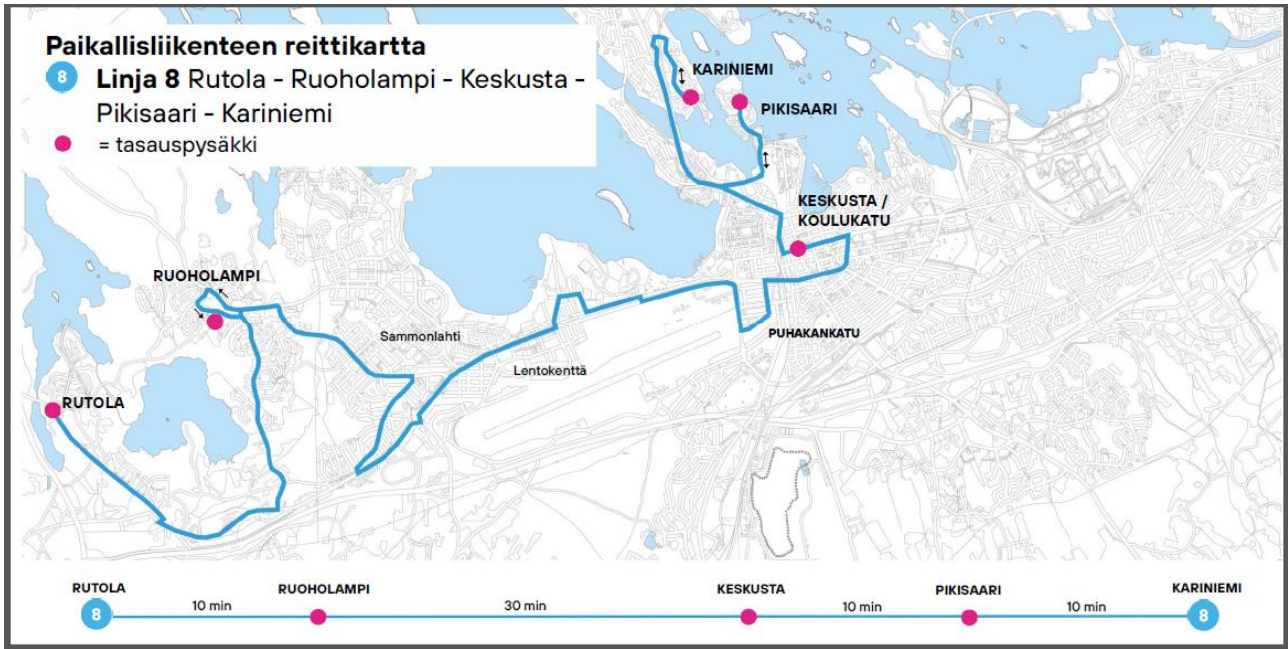 Paikallisliikenteen reittikartta
8 Linja 8 Rutola - Ruoholampi - Keskusta -
Pikisaari - Kariniemi
= tasauspysäkki
KARINIEMI
PIKISAARI
KESKUSTA /
KOULUKATU
RUOHOLAMPI
Sammonlahti
PUHAKANKATU
Lentokenttä
RUTOLA
RUTOLA RUOHOLAMPI KESKUSTA PIKISAARI KARINIEMI
8 10 min 30 min 10 min 10 min 8